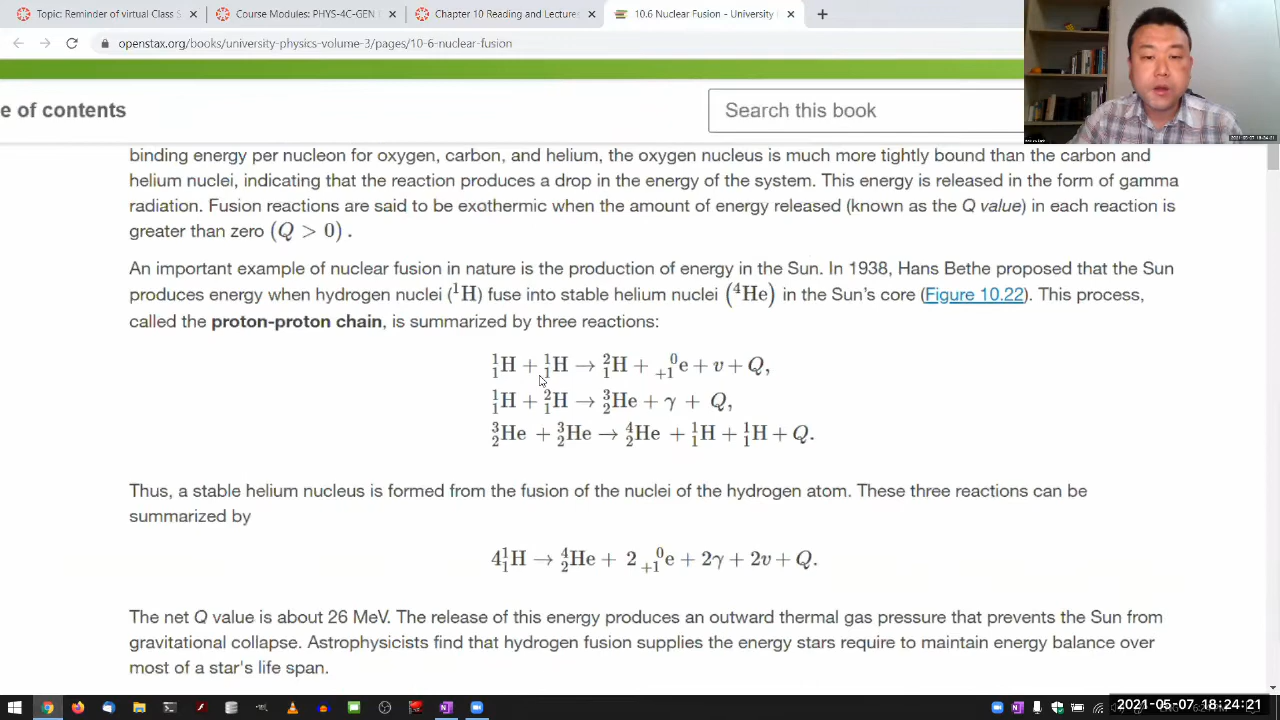 Topic: Reminder of virtual Class S
Course-Modules: PHYS-4C
Chapter 10 Reading and Lectures
10.6 Nuclear Fusion - University
openstax.org/books/university-physics-volume-3/pages/10-6-nuclear-fusion
e of contents
Search this book
binding energy per nucleon for oxygen, carbon, and helium, the oxygen nucleus is much more tightly bound than the carbon and
helium nuclei, indicating that the reaction produces a drop in the energy of the system. This energy is released in the form of gamma
radiation. Fusion reactions are said to be exothermic when the amount of energy released (known as the Q value) in each reaction is
greater than zero (Q > 0) .
An important example of nuclear fusion in nature is the production of energy in the Sun. In 1938, Hans Bethe proposed that the Sun
produces energy when hydrogen nuclei (¹H) fuse into stable helium nuclei (⁴He) in the Sun's core (Figure 10.22). This process,
called the proton-proton chain, is summarized by three reactions:
¹₁H + ¹₁H → ²₁H + ⁰₊₁e + v + Q,
¹₁H + ²₁H → ³₂He + γ + Q,
³₂He + ³₂He → ⁴₂He + ¹₁H + ¹₁H + Q.
Thus, a stable helium nucleus is formed from the fusion of the nuclei of the hydrogen atom. These three reactions can be
summarized by
4¹₁H → ⁴₂He + 2 ⁰₊₁e + 2γ + 2v + Q.
The net Q value is about 26 MeV. The release of this energy produces an outward thermal gas pressure that prevents the Sun from
gravitational collapse. Astrophysicists find that hydrogen fusion supplies the energy stars require to maintain energy balance over
most of a star's life span.
2021-05-07 18:24:21
2021-05-07 18:24:21